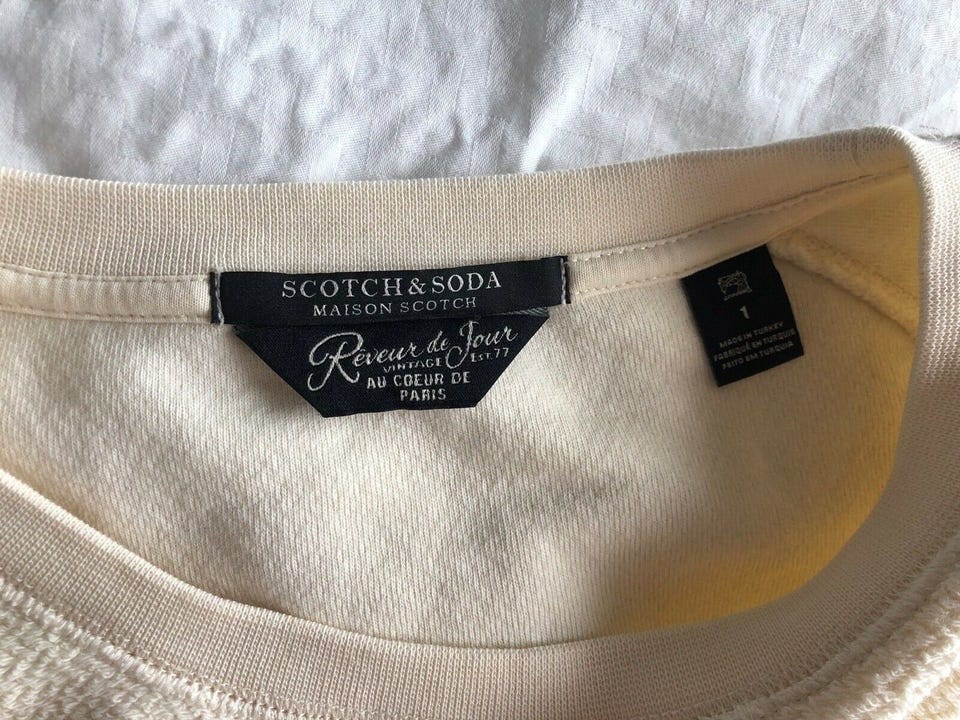 SCOTCH & SODA
MAISON SCOTCH
Rêveur de Jour
VINTAGE EST.77
AU COEUR DE
PARIS
1
MADE IN TURKEY
FABRIQUÉ EN TURQUIE
FEITO EM TURQUIA